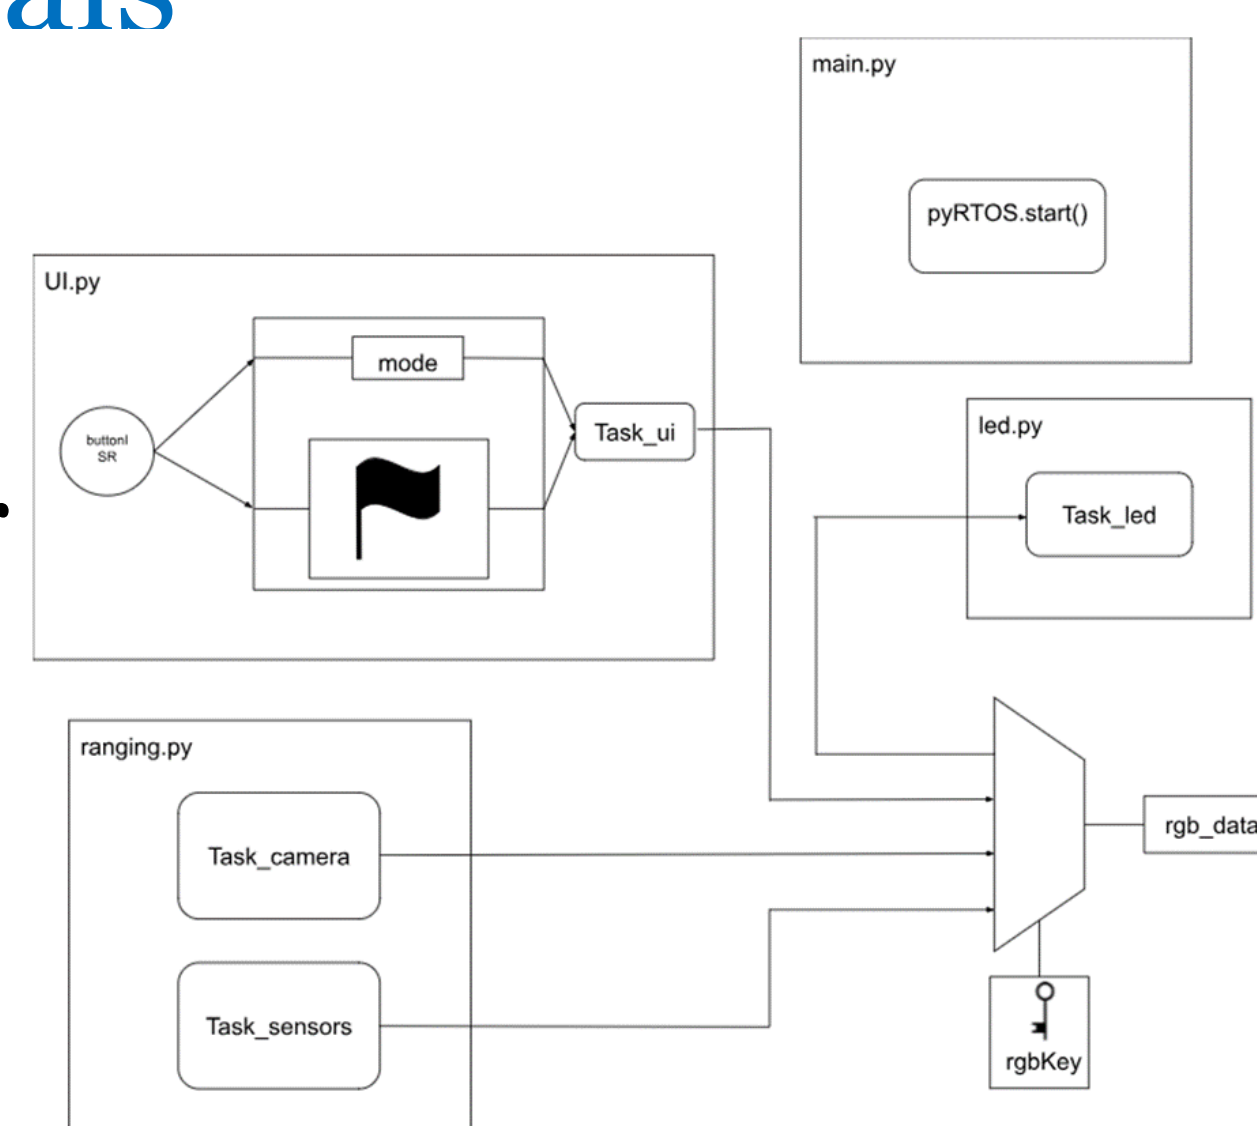 main.py
pyRTOS.start()
UI.py
mode
buttonI
SR
Task_ui
led.py
Task_led
ranging.py
Task_camera
rgb_data
Task_sensors
rgbKey